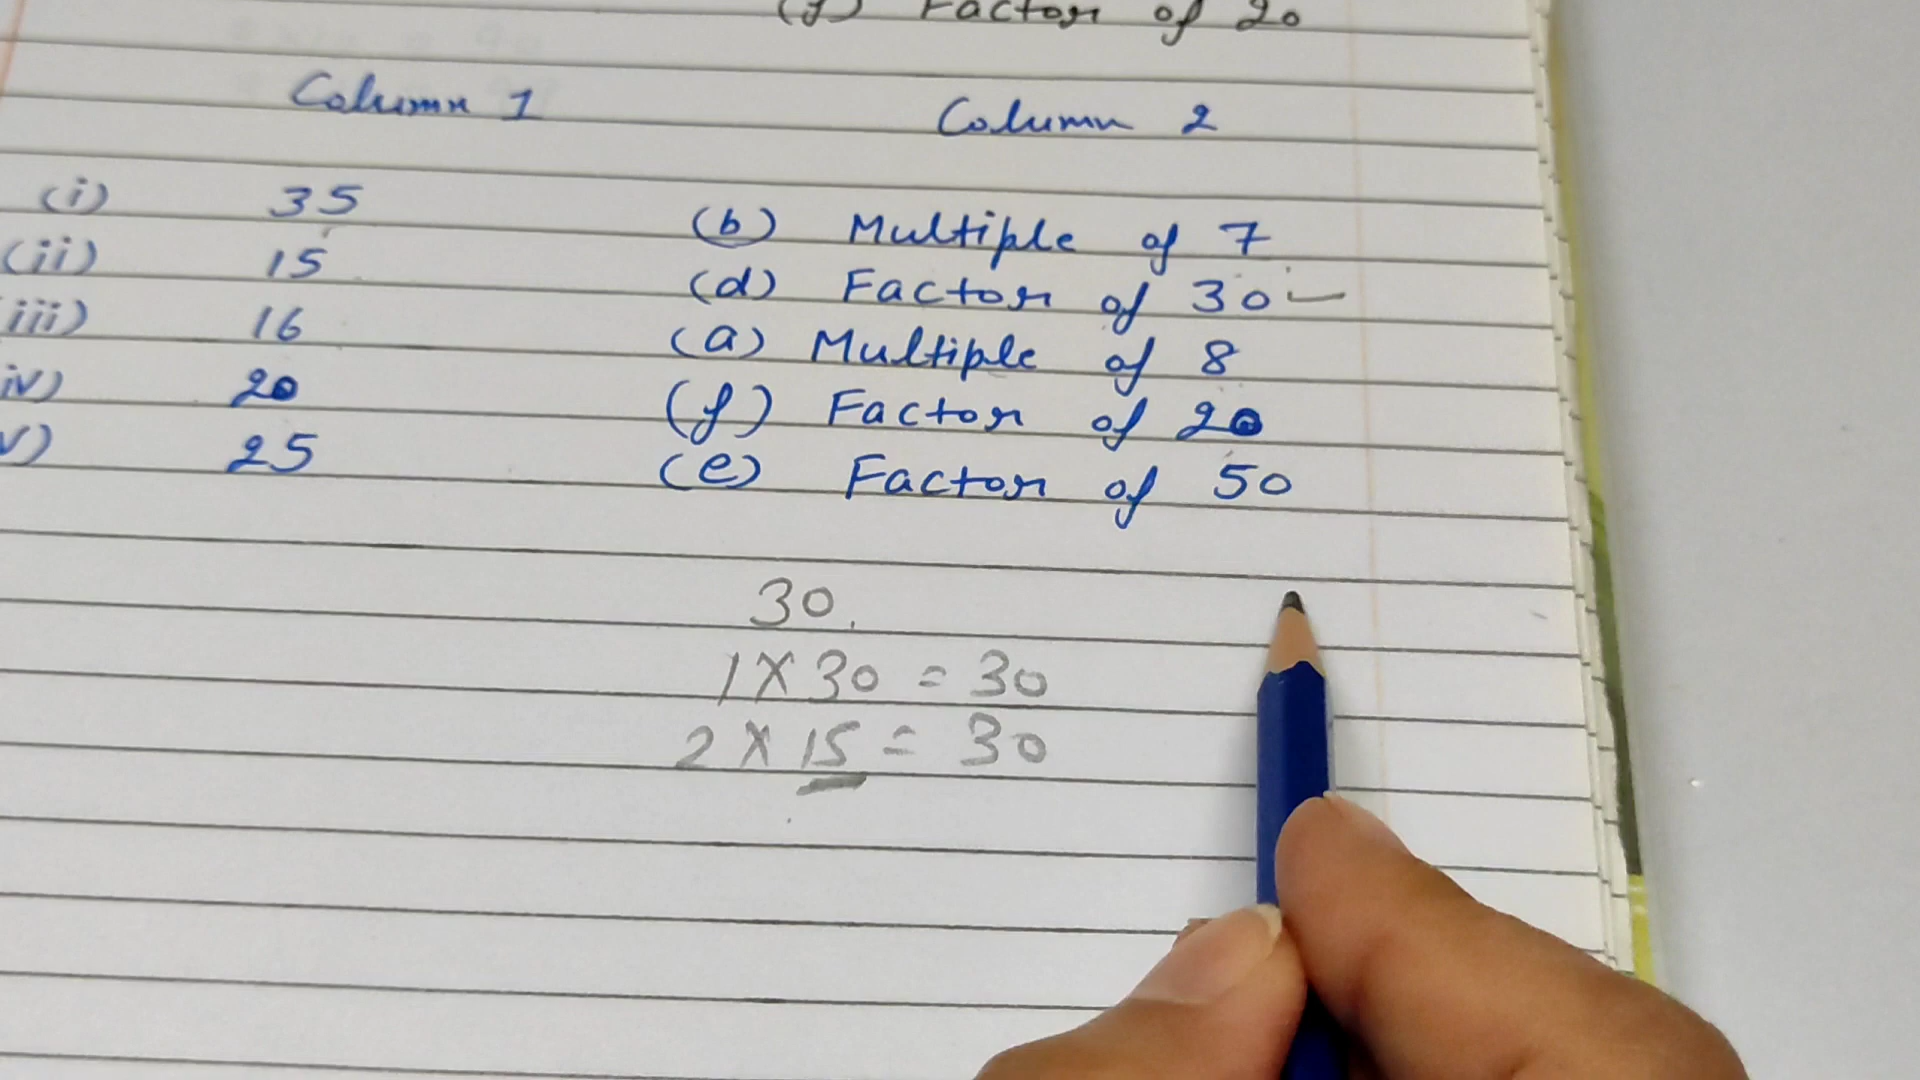 (f) Factor of 20
Column 1 Column 2
(i) 35 (b) Multiple of 7
(ii) 15 (d) Factor of 30
(iii) 16 (a) Multiple of 8
iv) 20 (f) Factor of 20
v) 25 (e) Factor of 50
30
1 X 30 = 30
2 X 15 = 30